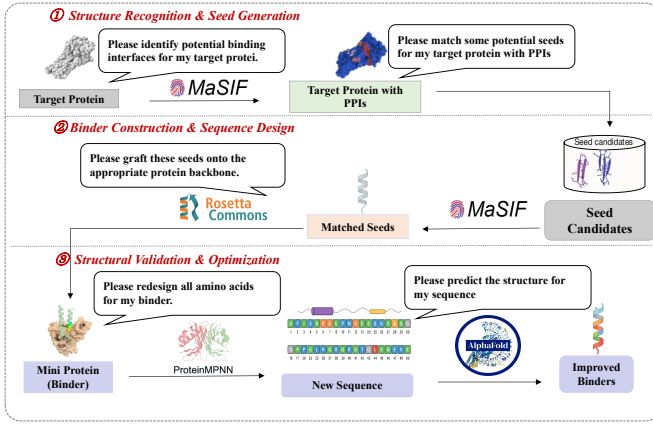 ① Structure Recognition & Seed Generation
Please identify potential binding
interfaces for my target protei.
Please match some potential seeds
for my target protein with PPIs
MaSIF
Target Protein
Target Protein with
PPIs
② Binder Construction & Sequence Design
Seed candidates
Please graft these seeds onto the
appropriate protein backbone.
Rosetta
Commons
Matched Seeds
MaSIF
Seed
Candidates
③ Structural Validation & Optimization
Please redesign all amino acids
for my binder.
Please predict the structure for
my sequence
AlphaFold
ProteinMPNN
Mini Protein
(Binder)
New Sequence
Improved
Binders